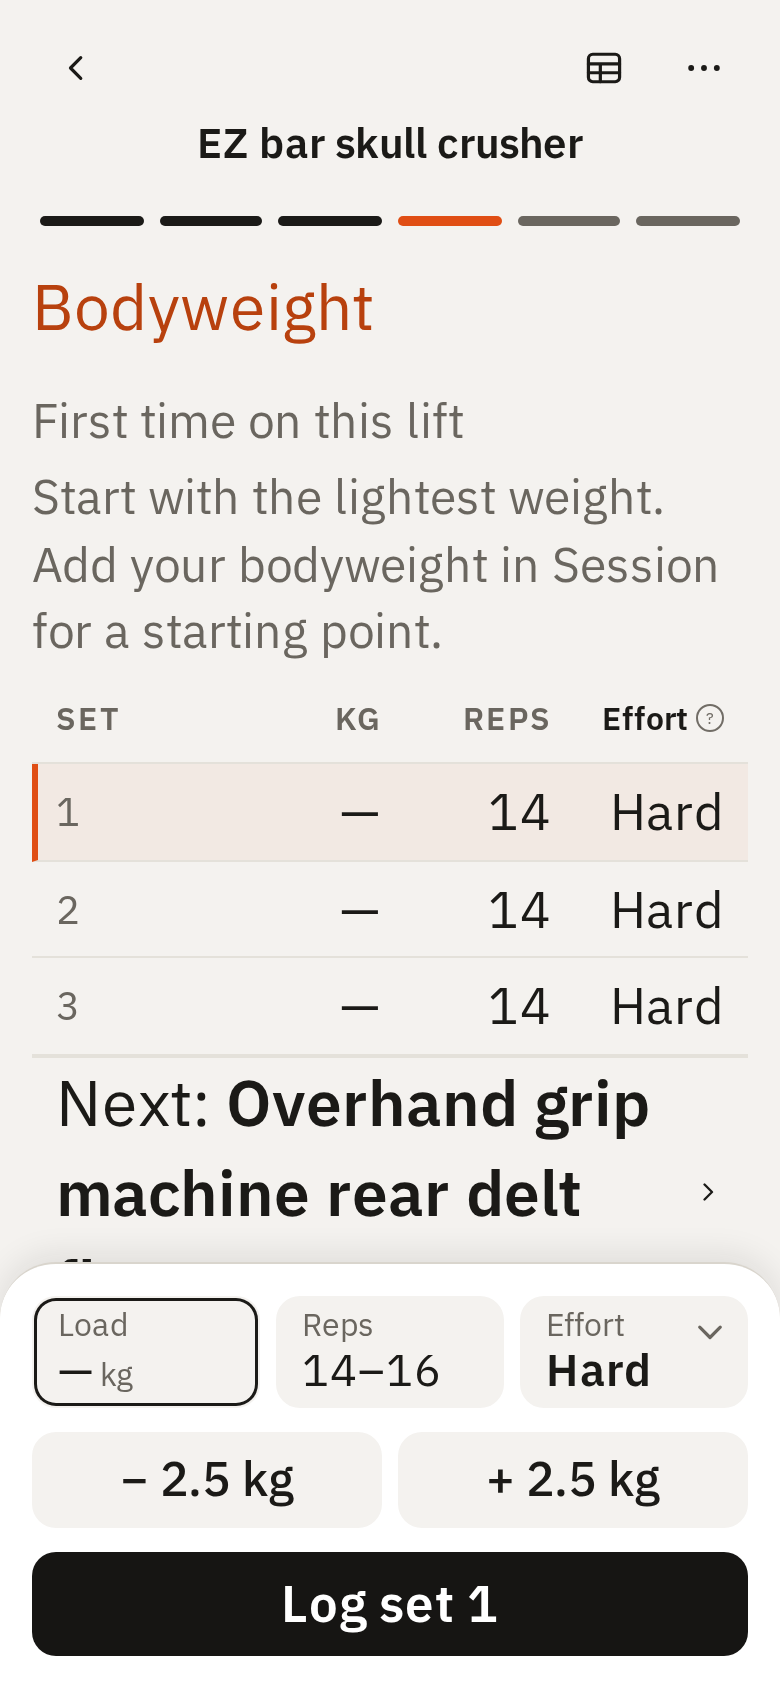 EZ bar skull crusher
Bodyweight
First time on this lift
Start with the lightest weight.
Add your bodyweight in Session
for a starting point.
SET KG REPS Effort ?
1 — 14 Hard
2 — 14 Hard
3 — 14 Hard
Next: Overhand grip
machine rear delt
Load Reps Effort
— kg 14–16 Hard
− 2.5 kg + 2.5 kg
Log set 1